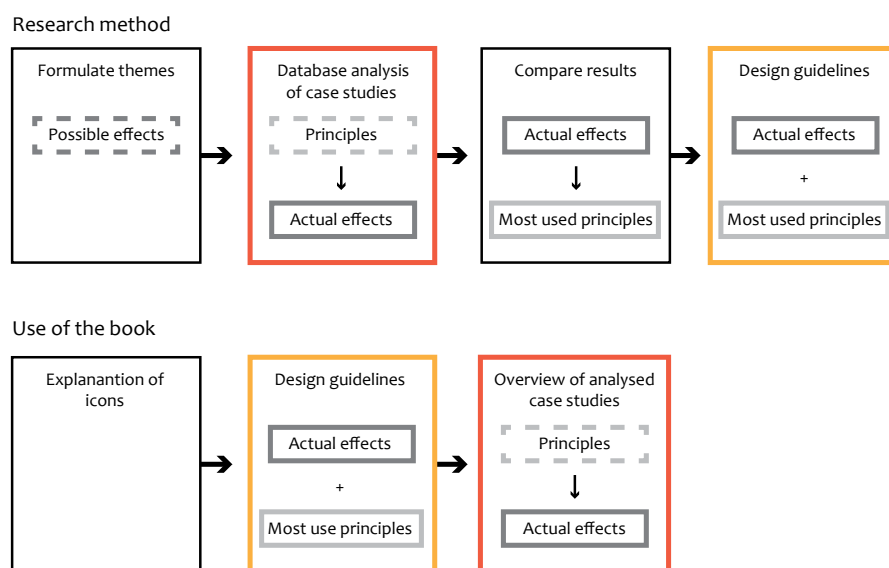 Research method
Formulate themes
Possible effects
Database analysis
of case studies
Principles
Actual effects
Compare results
Actual effects
Most used principles
Design guidelines
Actual effects
+
Most used principles
Use of the book
Explanantion of
icons
Design guidelines
Actual effects
+
Most use principles
Overview of analysed
case studies
Principles
Actual effects